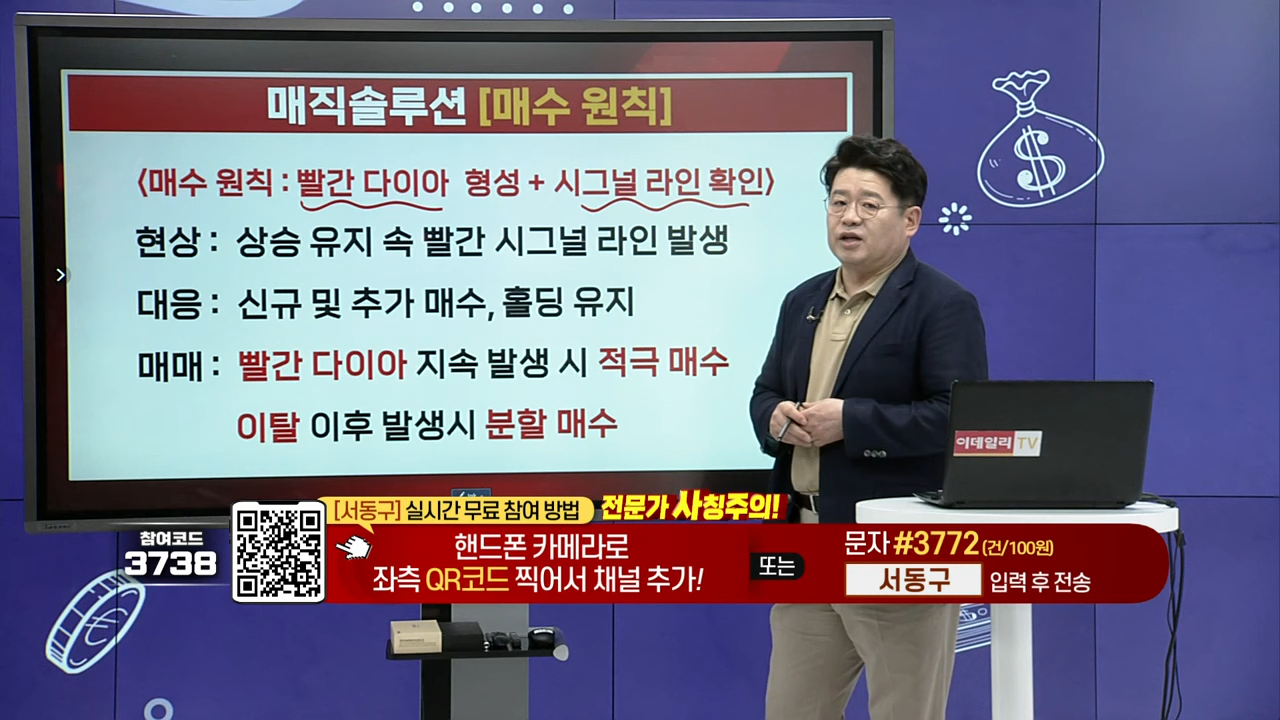 매직솔루션 [매수 원칙]
〈매수 원칙 : 빨간 다이아 형성 + 시그널 라인 확인〉
현상 : 상승 유지 속 빨간 시그널 라인 발생
대응 : 신규 및 추가 매수, 홀딩 유지
매매 : 빨간 다이아 지속 발생 시 적극 매수
이탈 이후 발생시 분할 매수
이데일리 TV
[서동구] 실시간 무료 참여 방법
전문가 사칭주의!
참여코드
3738
핸드폰 카메라로
좌측 QR코드 찍어서 채널 추가!
또는
문자 #3772 (건/100원)
서동구 입력 후 전송